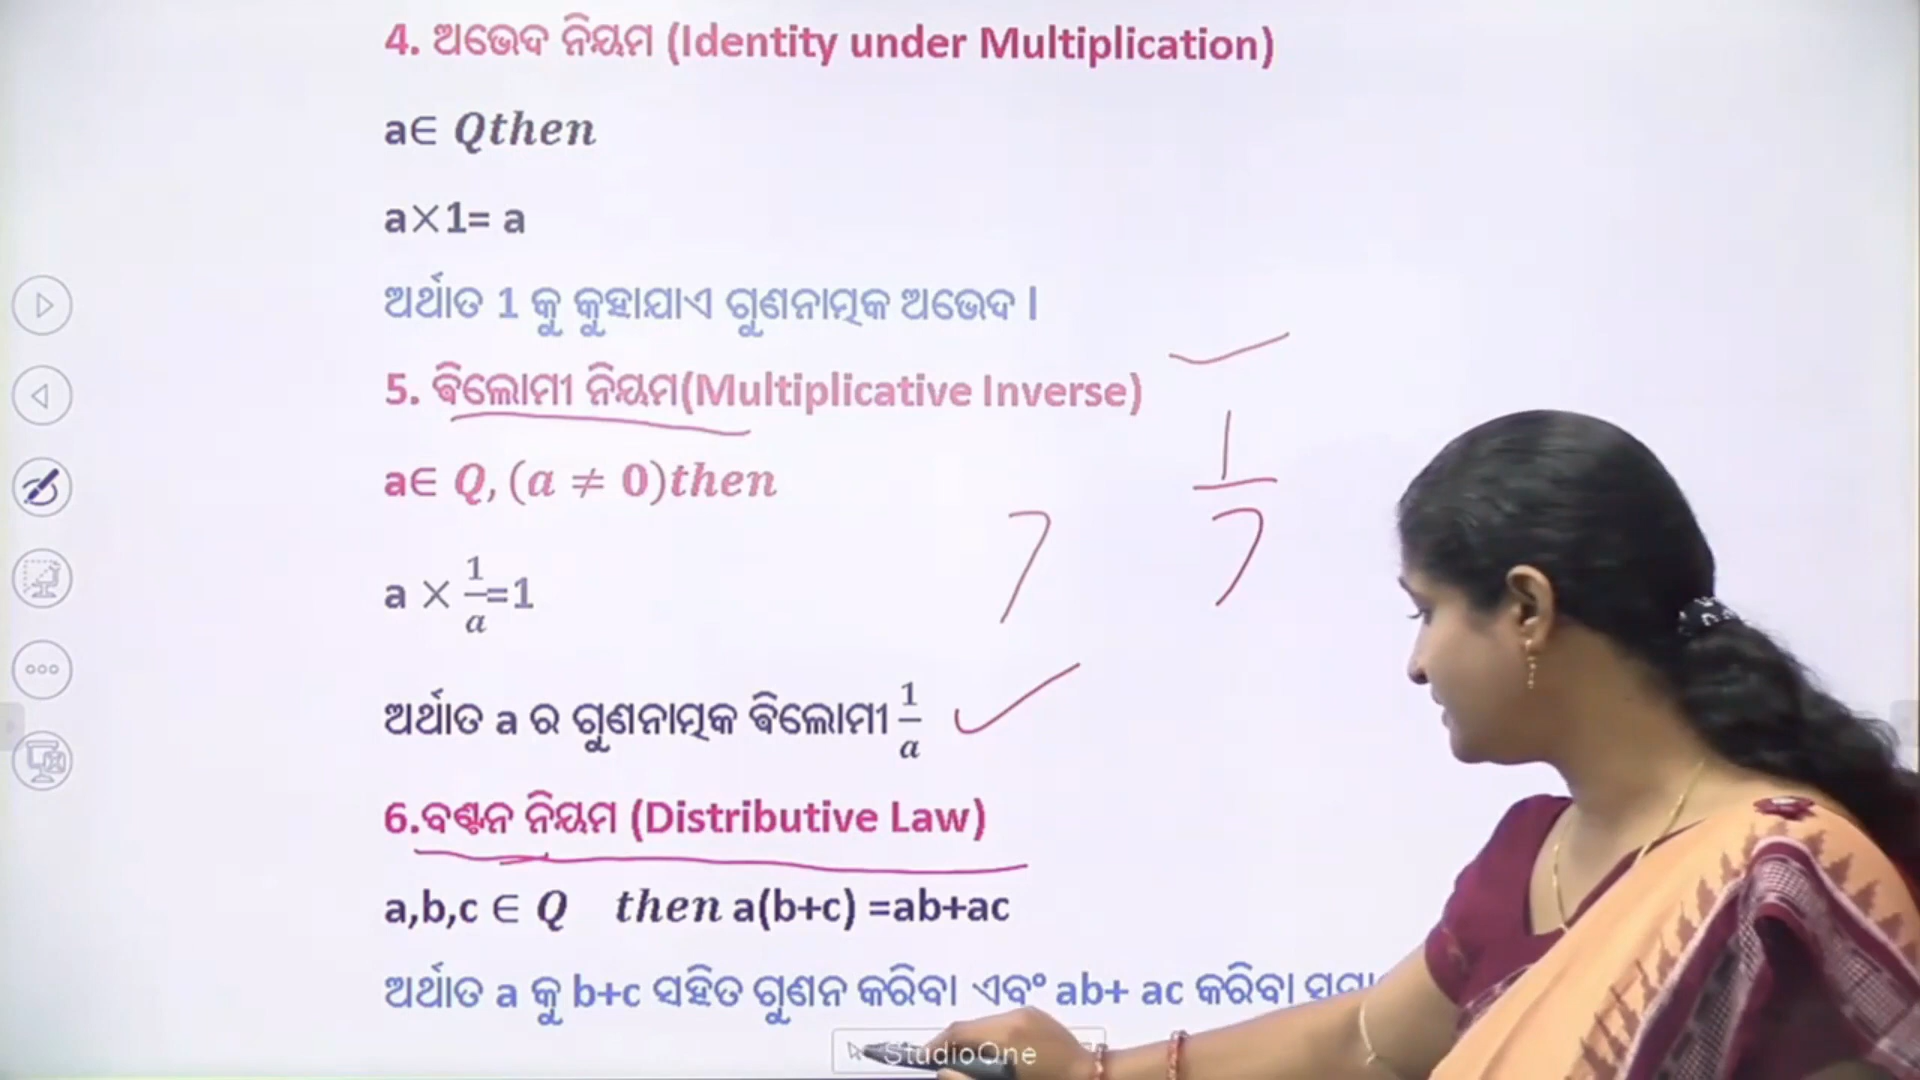 4. ଅଭେଦ ନିୟମ (Identity under Multiplication)
a∈ Qthen
a×1= a
ଅର୍ଥାତ 1 କୁ କୁହାଯାଏ ଗୁଣନାତ୍ମକ ଅଭେଦ ।
5. ବିଲୋମୀ ନିୟମ(Multiplicative Inverse)
a∈ Q, (a ≠ 0)then
7 1/7
a × 1/a=1
ଅର୍ଥାତ a ର ଗୁଣନାତ୍ମକ ବିଲୋମୀ 1/a
6.ବଣ୍ଟନ ନିୟମ (Distributive Law)
a,b,c ∈ Q then a(b+c) =ab+ac
ଅର୍ଥାତ a କୁ b+c ସହିତ ଗୁଣନ କରିବା ଏବଂ ab+ ac କରିବା
StudioOne